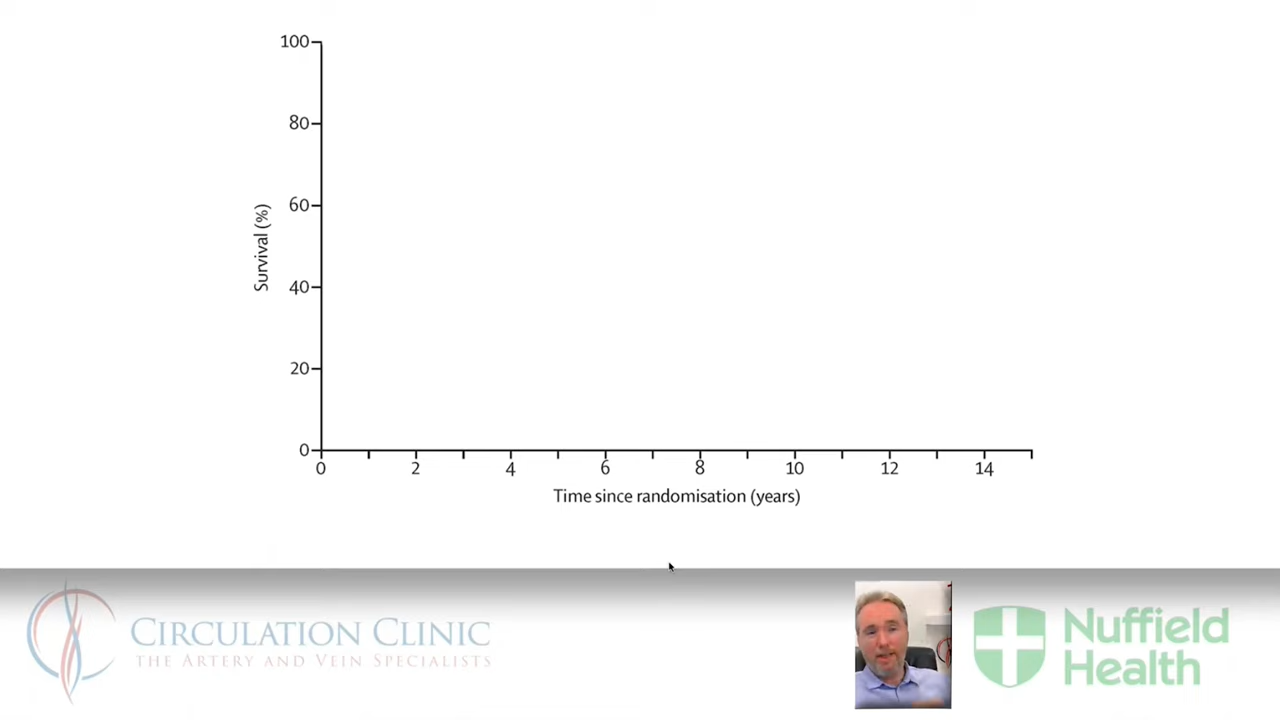 100
80
60
40
20
0
Survival (%)
0 2 4 6 8 10 12 14
Time since randomisation (years)
CIRCULATION CLINIC
THE ARTERY AND VEIN SPECIALISTS
Nuffield
Health